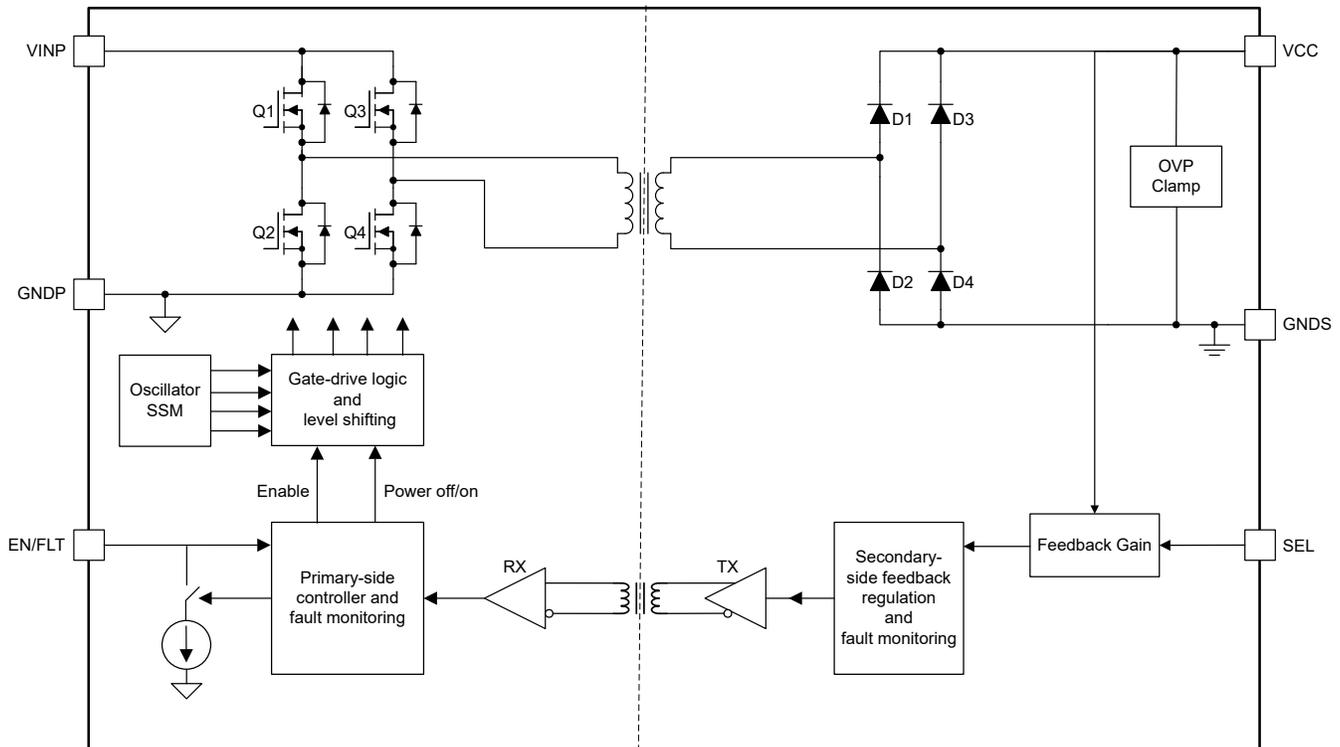 VINP
VCC
Q1
Q3
D1
D3
OVP
Clamp
Q2
Q4
D2
D4
GNDP
GNDS
Oscillator
SSM
Gate-drive logic
and
level shifting
Enable
Power off/on
EN/FLT
Primary-side
controller and
fault monitoring
RX
TX
Secondary-
side feedback
regulation
and
fault monitoring
Feedback Gain
SEL